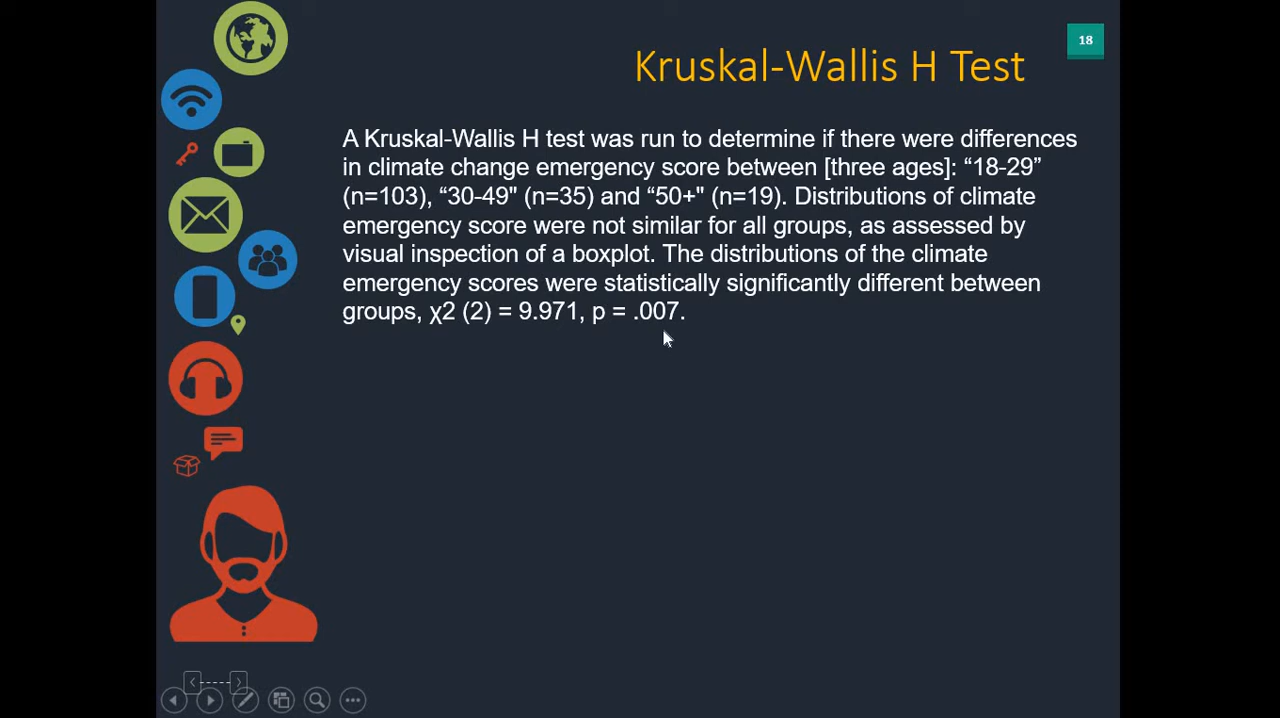 18
Kruskal-Wallis H Test
A Kruskal-Wallis H test was run to determine if there were differences
in climate change emergency score between [three ages]: “18-29”
(n=103), “30-49" (n=35) and “50+" (n=19). Distributions of climate
emergency score were not similar for all groups, as assessed by
visual inspection of a boxplot. The distributions of the climate
emergency scores were statistically significantly different between
groups, χ2 (2) = 9.971, p = .007.